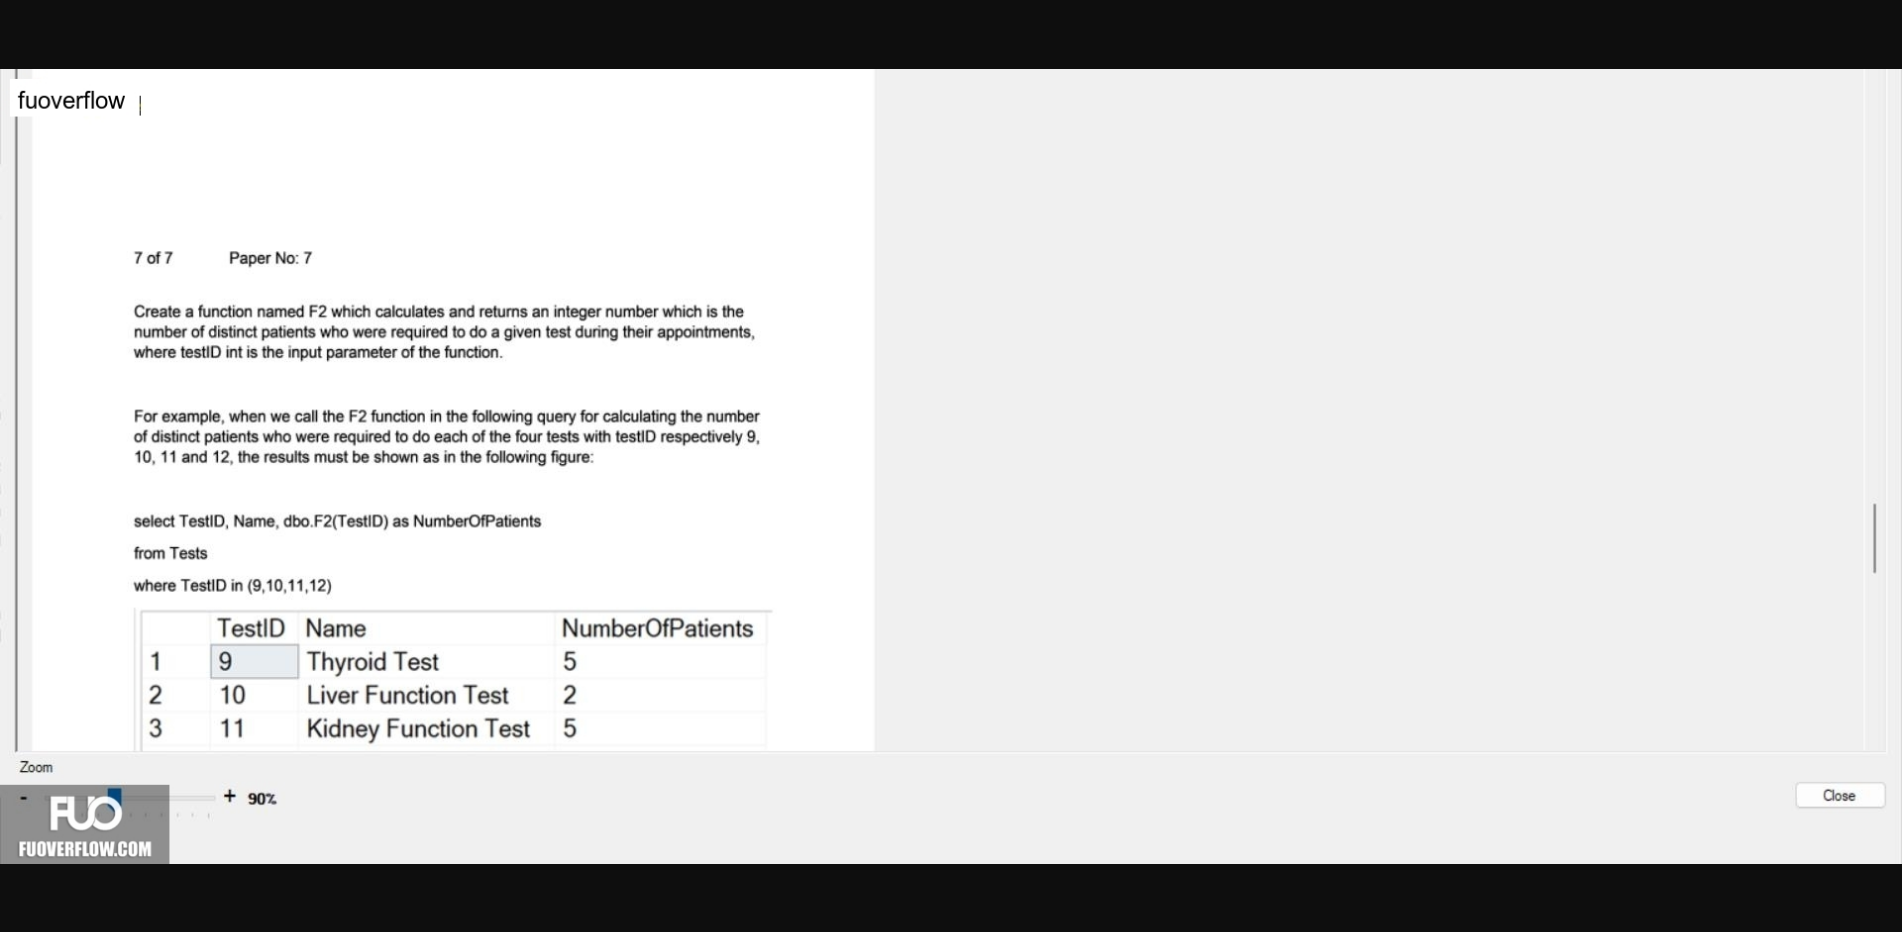 fuoverflow
7 of 7 Paper No: 7
Create a function named F2 which calculates and returns an integer number which is the
number of distinct patients who were required to do a given test during their appointments,
where testID int is the input parameter of the function.
For example, when we call the F2 function in the following query for calculating the number
of distinct patients who were required to do each of the four tests with testID respectively 9,
10, 11 and 12, the results must be shown as in the following figure:
select TestID, Name, dbo.F2(TestID) as NumberOfPatients
from Tests
where TestID in (9,10,11,12)
TestID Name NumberOfPatients
1 9 Thyroid Test 5
2 10 Liver Function Test 2
3 11 Kidney Function Test 5
Zoom
- + 90%
Close
FUO
FUOVERFLOW.COM